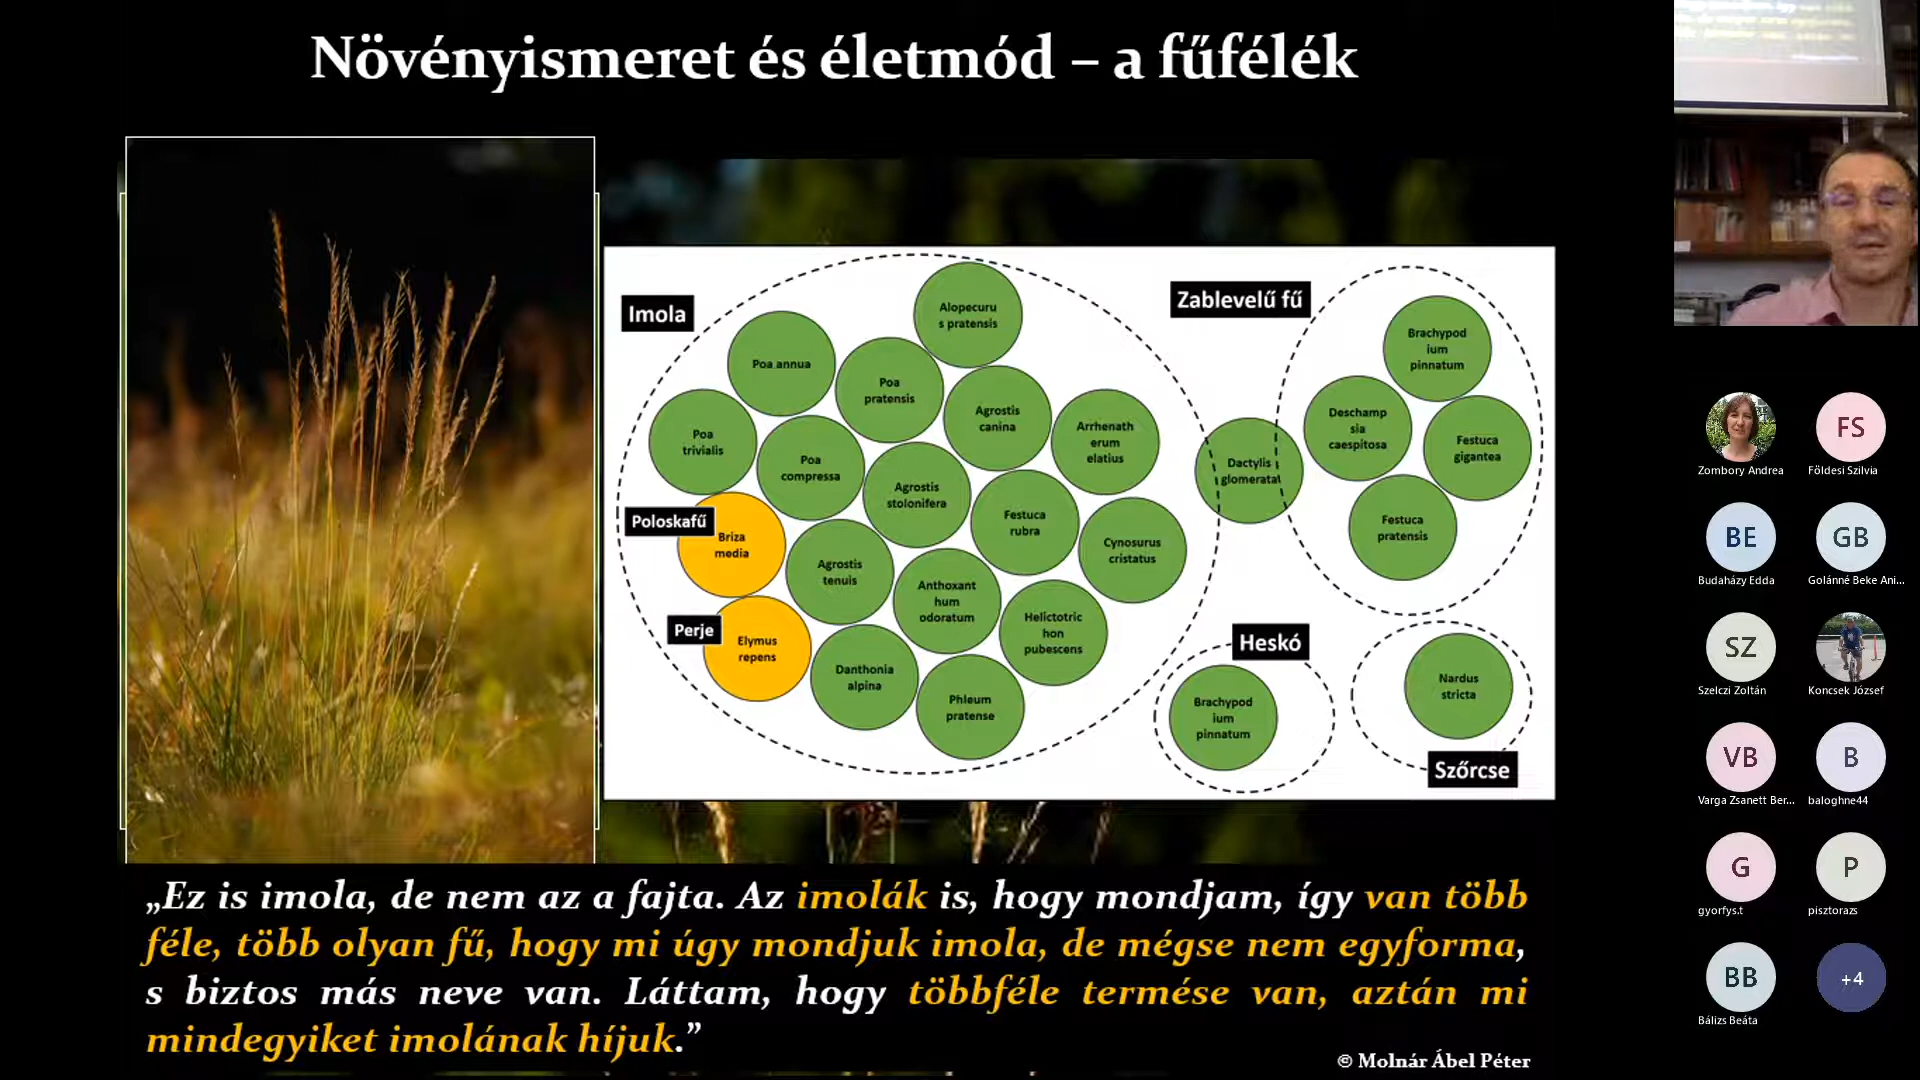 Növényismeret és életmód – a fűfélék
Imola
Alopecuru
s pratensis
Poa annua
Poa
pratensis
Agrostis
canina
Arrhenath
erum
elatius
Poa
trivialis
Poa
compressa
Agrostis
stolonifera
Festuca
rubra
Cynosurus
cristatus
Poloskafű
Briza
media
Agrostis
tenuis
Anthoxant
hum
odoratum
Helictotric
hon
pubescens
Perje
Elymus
repens
Danthonia
alpina
Phleum
pratense
Dactylis
glomerata
Zablevelű fű
Brachypod
ium
pinnatum
Deschamp
sia
caespitosa
Festuca
gigantea
Festuca
pratensis
Heskó
Brachypod
ium
pinnatum
Nardus
stricta
Szőrcse
„Ez is imola, de nem az a fajta. Az imolák is, hogy mondjam, így van több
féle, több olyan fű, hogy mi úgy mondjuk imola, de mégse nem egyforma,
s biztos más neve van. Láttam, hogy többféle termése van, aztán mi
mindegyiket imolának híjuk.”
© Molnár Ábel Péter
Zombory Andrea
FS
Földesi Szilvia
BE
Budaházy Edda
GB
Golánné Beke Ani...
SZ
Szelczi Zoltán
Koncsek József
VB
Varga Zsanett Ber...
B
baloghne44
G
gyorfys.t
P
pisztorazs
BB
Bálizs Beáta
+4